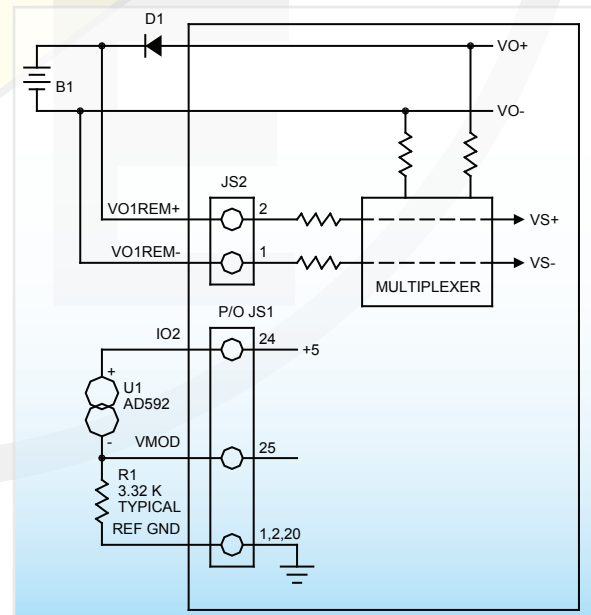 D1
VO+
B1
VO-
JS2
VO1REM+
2
VS+
VO1REM-
1
VS-
MULTIPLEXER
P/O JS1
IO2
24
+5
+
U1
AD592
-
VMOD
25
R1
3.32 K
TYPICAL
REF GND
1,2,20